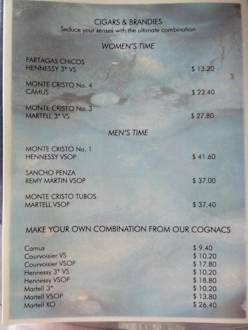 CIGARS & BRANDIES
Seduce your senses with the ultimate combination
WOMEN'S TIME
PARTAGAS CHICOS
HENNESSY 3* VS $ 13.20
MONTE CRISTO No. 4
CAMUS $ 23.40
MONTE CRISTO No. 3
MARTELL 3* VS $ 27.80
MEN'S TIME
MONTE CRISTO No. 1
HENNESSY VSOP $ 41.60
SANCHO PENZA
REMY MARTIN VSOP $ 37.00
MONTE CRISTO TUBOS
MARTELL VSOP $ 37.40
MAKE YOUR OWN COMBINATION FROM OUR COGNACS
Camus $ 9.40
Courvoisier VS $ 10.20
Courvoisier VSOP $ 17.80
Hennessy 3* VS $ 10.20
Hennessy VSOP $ 18.80
Martell 3* $ 10.20
Martell VSOP $ 13.80
Martell XO $ 26.40